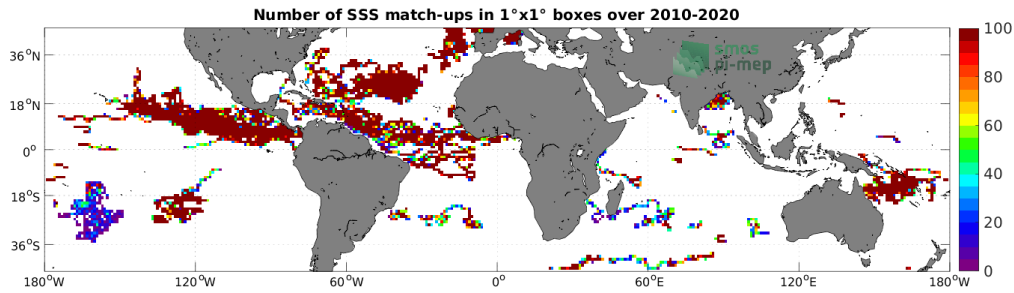 Number of SSS match-ups in 1°x1° boxes over 2010-2020
smos
pi-mep
36°N
18°N
0°
18°S
36°S
180°W 120°W 60°W 0° 60°E 120°E 180°W
100
80
60
40
20
0